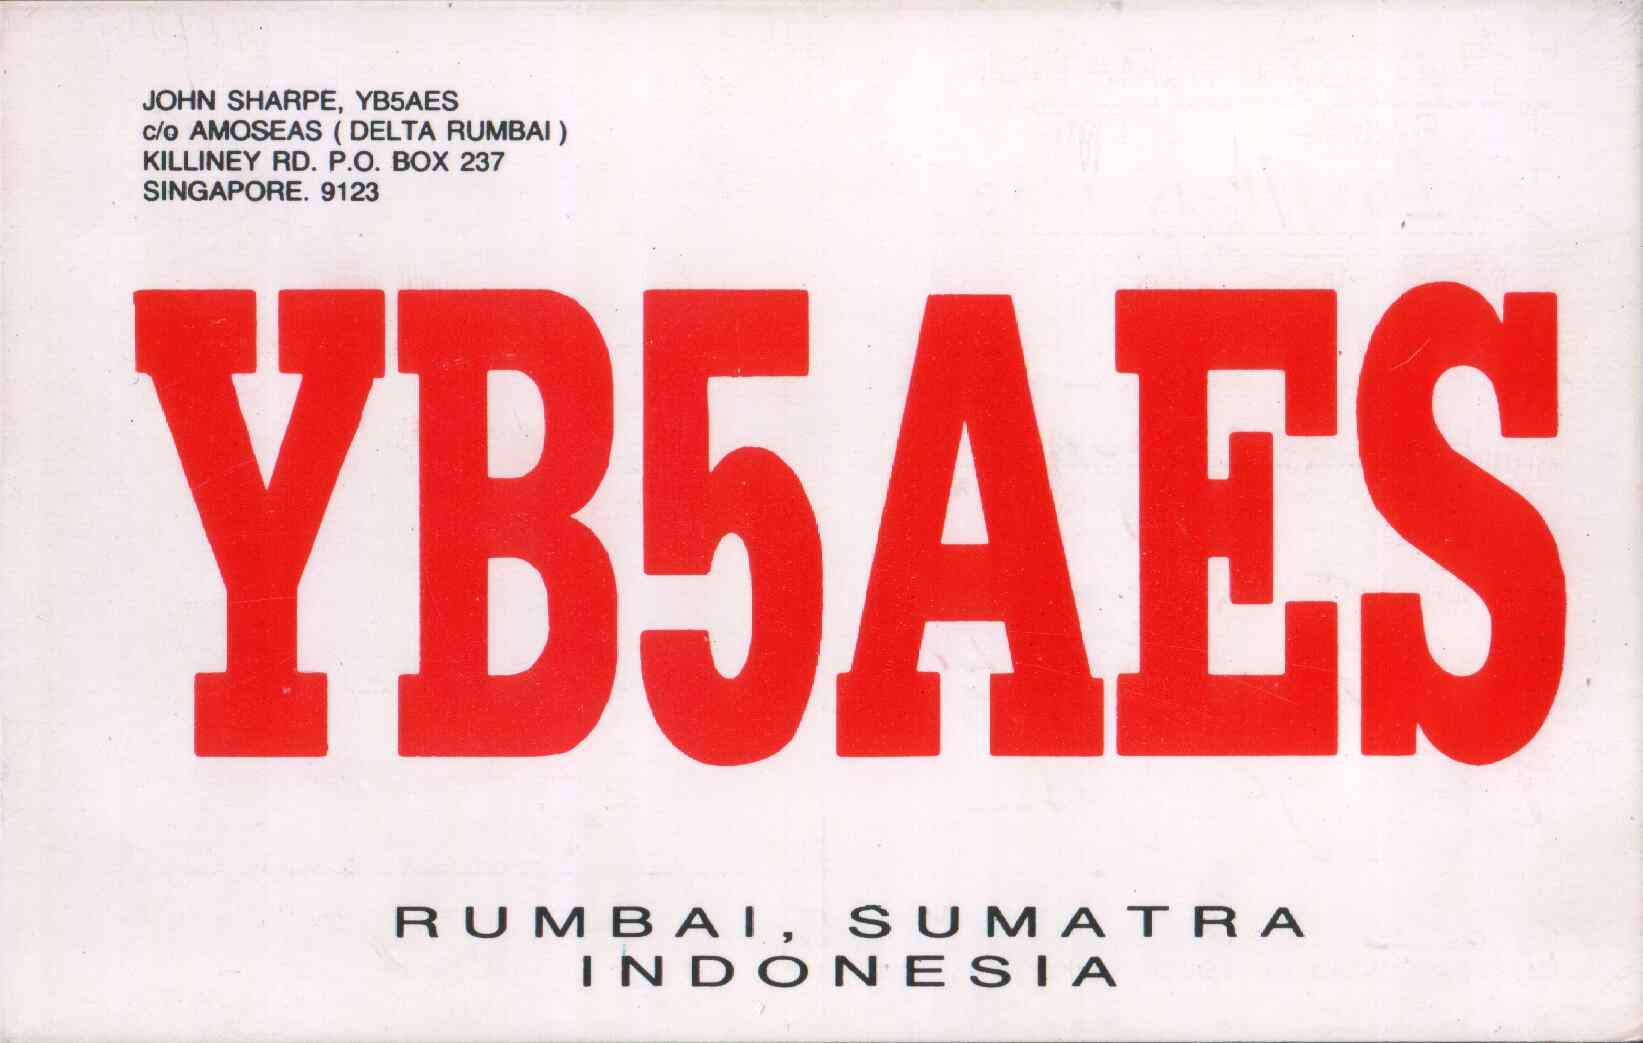 JOHN SHARPE, YB5AES
c/o AMOSEAS ( DELTA RUMBAI )
KILLINEY RD. P.O. BOX 237
SINGAPORE. 9123
YB5AES
RUMBAI, SUMATRA
INDONESIA